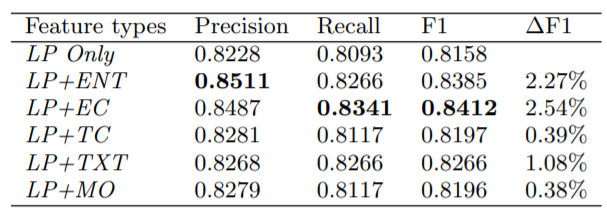 Feature types Precision Recall F1 ΔF1
LP Only 0.8228 0.8093 0.8158
LP+ENT 0.8511 0.8266 0.8385 2.27%
LP+EC 0.8487 0.8341 0.8412 2.54%
LP+TC 0.8281 0.8117 0.8197 0.39%
LP+TXT 0.8268 0.8266 0.8266 1.08%
LP+MO 0.8279 0.8117 0.8196 0.38%